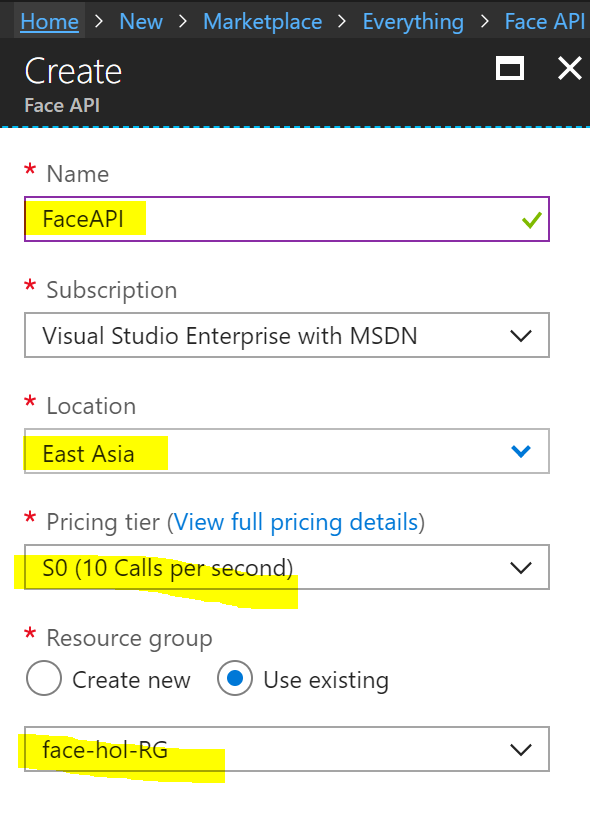 Home > New > Marketplace > Everything > Face API
Create
Face API
* Name
FaceAPI
* Subscription
Visual Studio Enterprise with MSDN
* Location
East Asia
* Pricing tier (View full pricing details)
S0 (10 Calls per second)
* Resource group
Create new Use existing
face-hol-RG